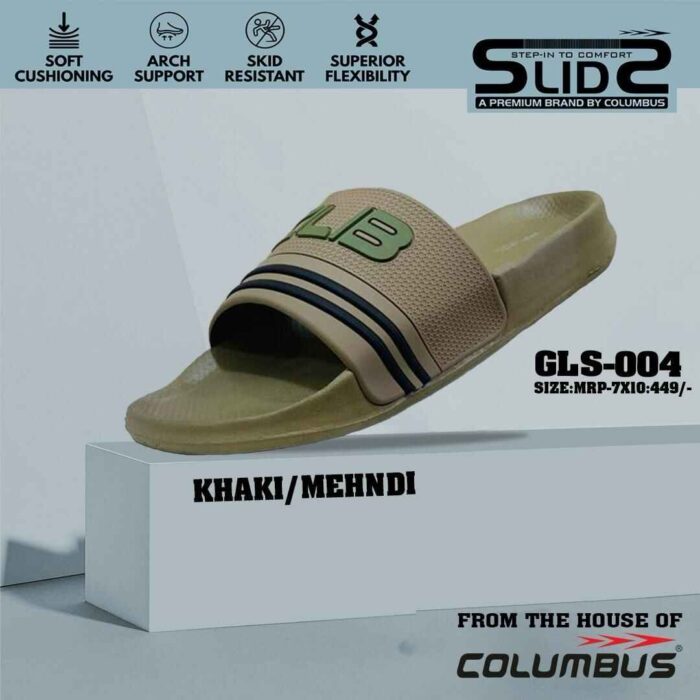 SOFT
CUSHIONING
ARCH
SUPPORT
SKID
RESISTANT
SUPERIOR
FLEXIBILITY
STEP-IN TO COMFORT
SLIDS
A PREMIUM BRAND BY COLUMBUS
LB
GLS-004
SIZE:MRP-7X10:449/-
KHAKI/MEHNDI
FROM THE HOUSE OF
COLUMBUS®